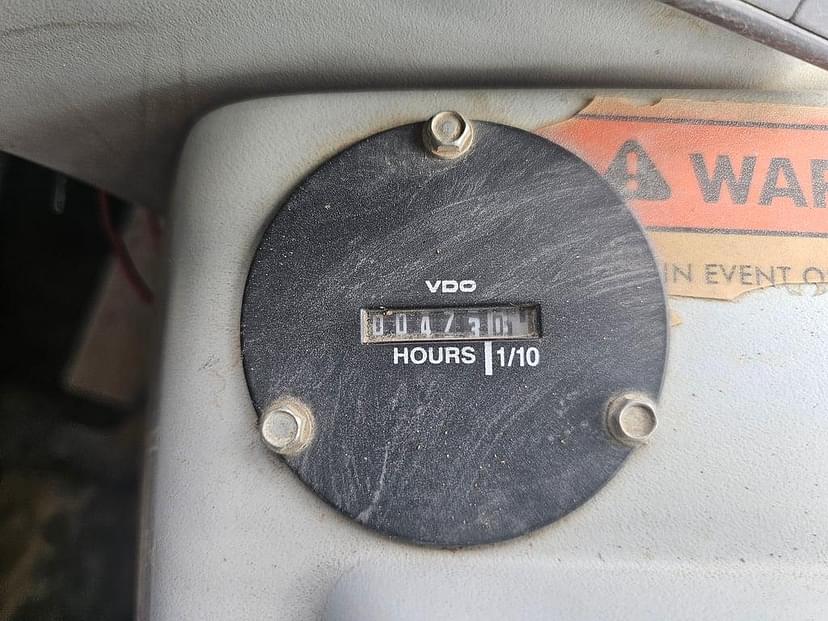 WAR
IN EVENT O
VDO
004730
HOURS 1/10